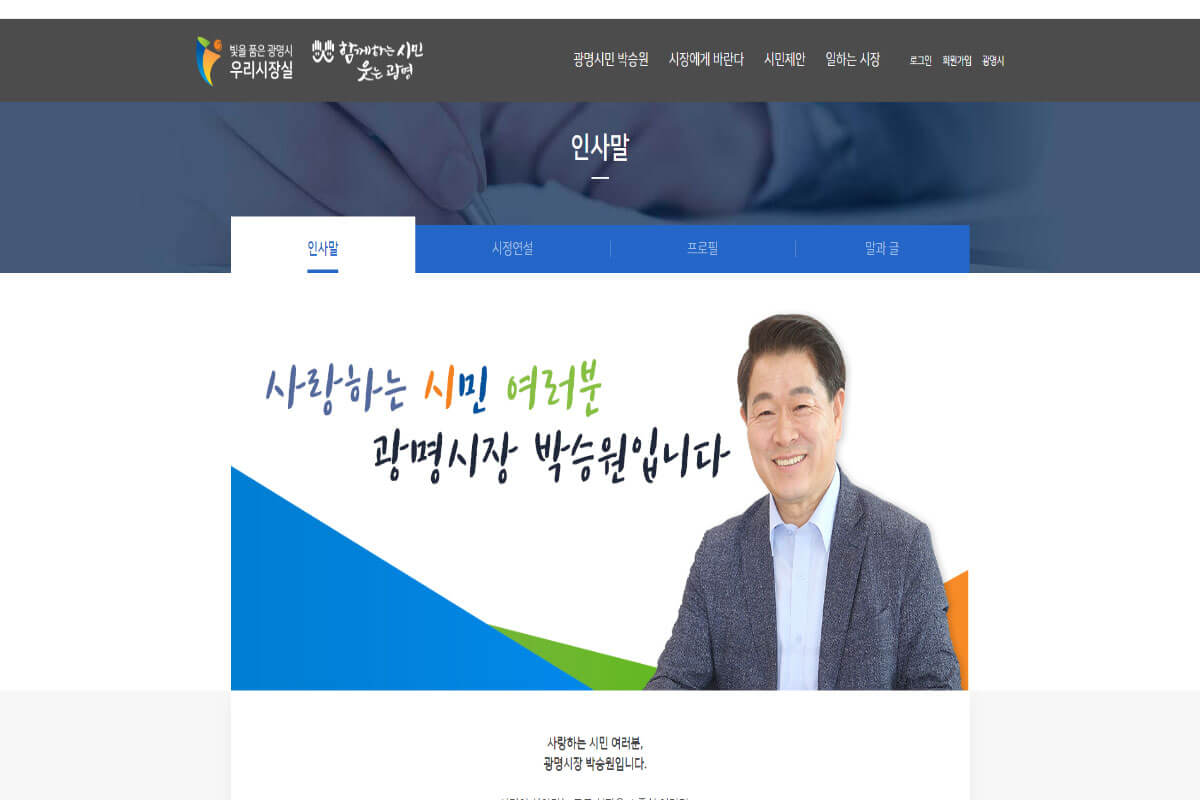 빛을 품은 광명시
우리시장실
함께하는 시민
웃는 광명
광명시민 박승원 시장에게 바란다 시민제안 일하는 시장 로그인 회원가입 광명시
인사말
인사말 시정연설 프로필 말과 글
사랑하는 시민 여러분
광명시장 박승원입니다
사랑하는 시민 여러분,
광명시장 박승원입니다.